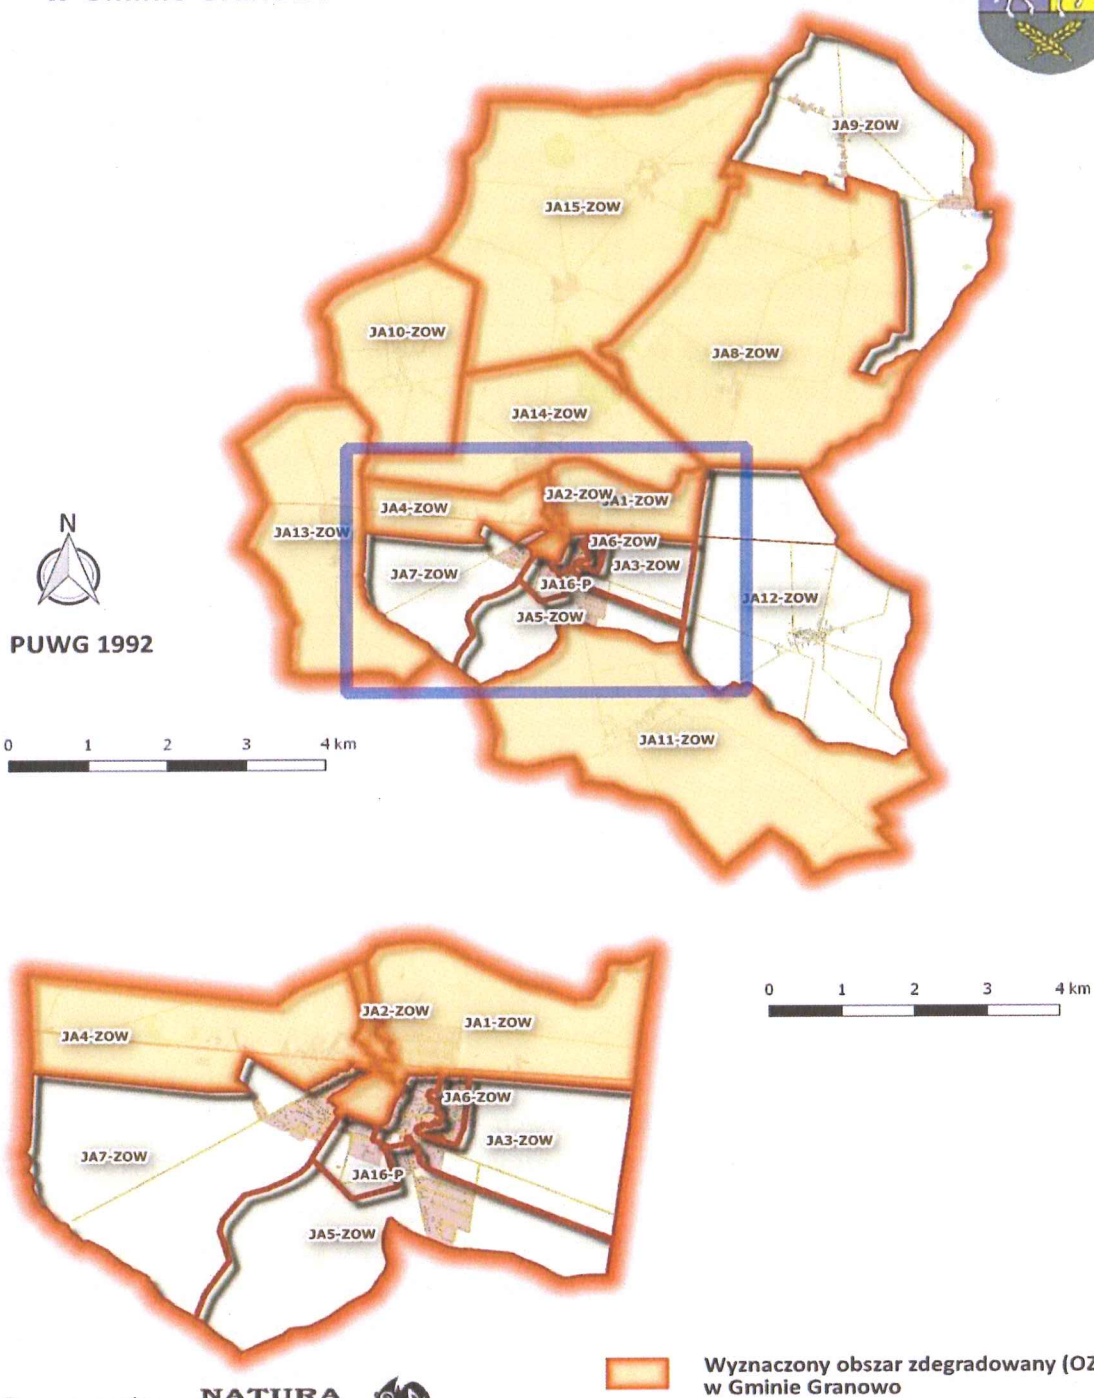 JA9-ZOW
JA15-ZOW
JA10-ZOW
JA8-ZOW
JA14-ZOW
JA2-ZOW
JA1-ZOW
JA4-ZOW
JA13-ZOW
JA6-ZOW
JA7-ZOW
JA3-ZOW
JA16-P
JA12-ZOW
JA5-ZOW
N
PUWG 1992
JA11-ZOW
0 1 2 3 4 km
0 1 2 3 4 km
JA2-ZOW
JA1-ZOW
JA4-ZOW
JA6-ZOW
JA3-ZOW
JA7-ZOW
JA16-P
JA5-ZOW
Wyznaczony obszar zdegradowany (OZ
w Gminie Granowo
NATURA